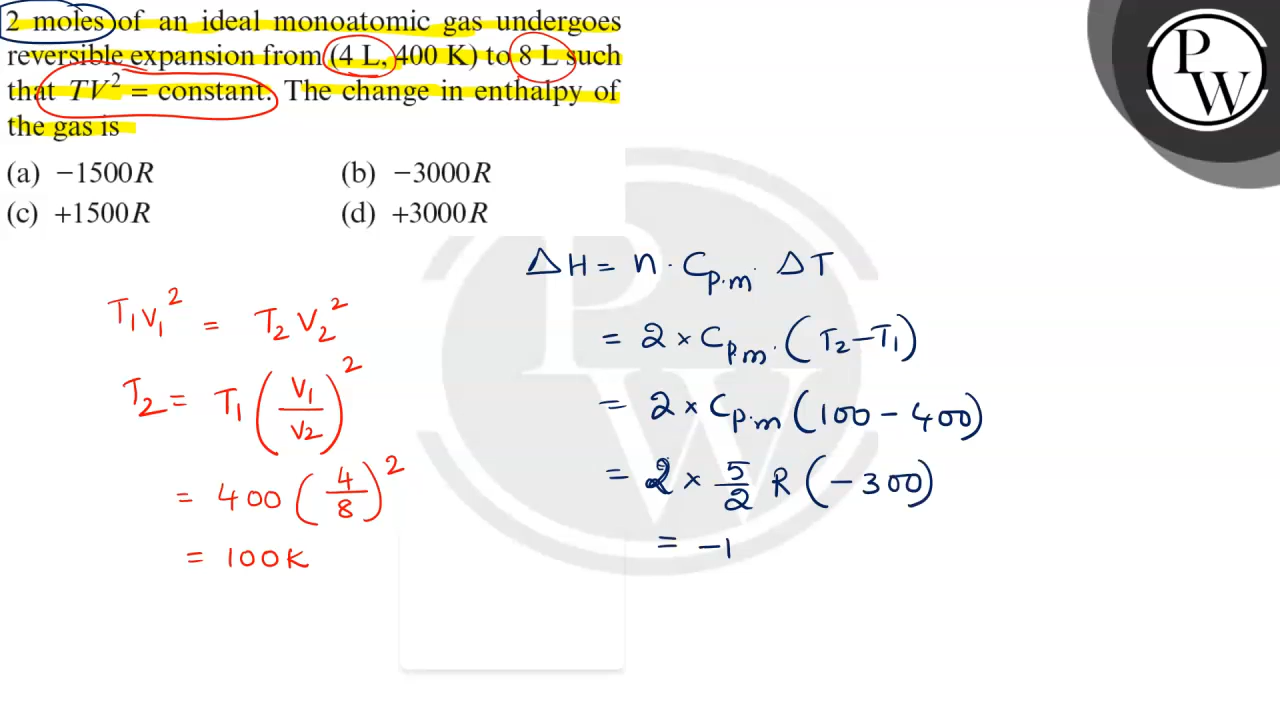 2 moles of an ideal monoatomic gas undergoes
reversible expansion from (4 L, 400 K) to 8 L such
that TV² = constant. The change in enthalpy of
the gas is
(a) −1500R (b) −3000R
(c) +1500R (d) +3000R
P
W
T₁V₁² = T₂V₂²
T₂ = T₁ (V₁/V₂)²
= 400 (4/8)²
= 100K
ΔH = n · Cp.m · ΔT
= 2 × Cp.m · (T₂ − T₁)
= 2 × Cp.m (100 − 400)
= 2 × 5/2 R (−300)
= −1